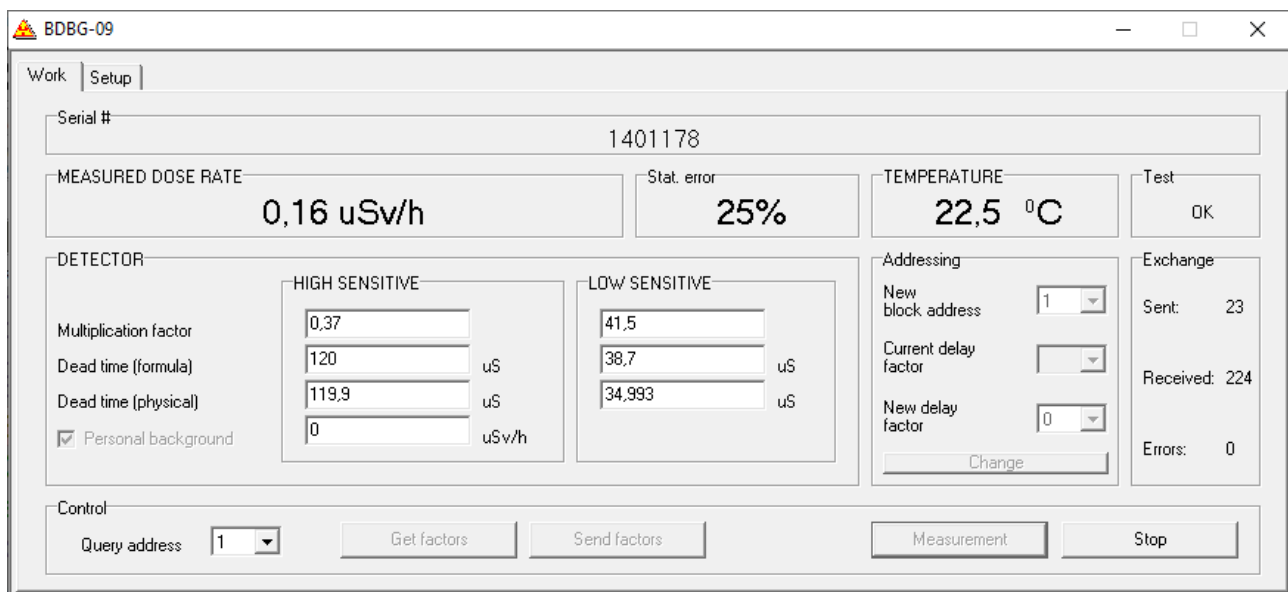 BDBG-09
Work Setup
Serial #
1401178
MEASURED DOSE RATE Stat. error TEMPERATURE Test
0,16 uSv/h 25% 22,5 ⁰C OK
DETECTOR
HIGH SENSITIVE LOW SENSITIVE
Multiplication factor 0,37 41,5
Dead time (formula) 120 uS 38,7 uS
Dead time (physical) 119,9 uS 34,993 uS
Personal background 0 uSv/h
Addressing
New
block address 1
Current delay
factor
New delay
factor 0
Change
Exchange
Sent: 23
Received: 224
Errors: 0
Control
Query address 1 Get factors Send factors Measurement Stop